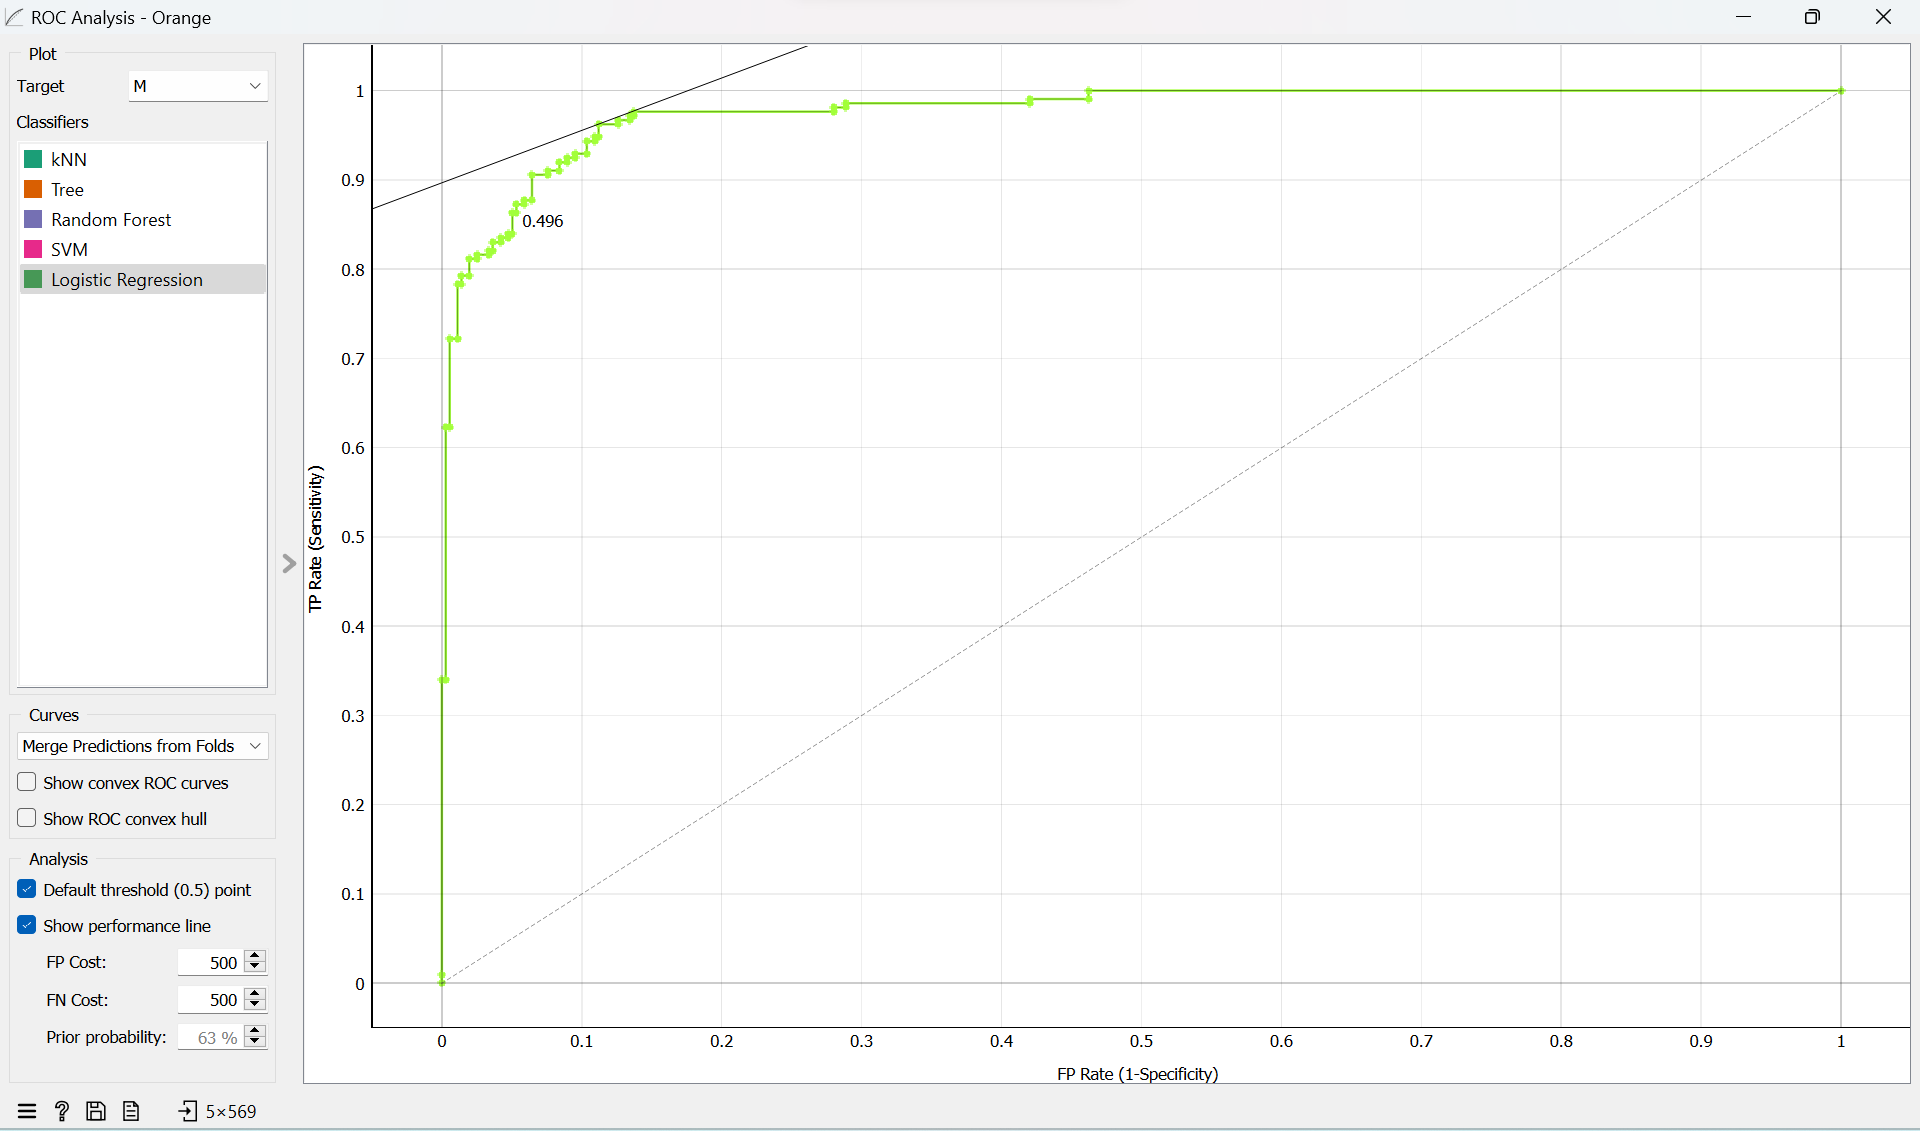 ROC Analysis - Orange
Plot
Target
M
Classifiers
kNN
Tree
Random Forest
SVM
Logistic Regression
Curves
Merge Predictions from Folds
Show convex ROC curves
Show ROC convex hull
Analysis
Default threshold (0.5) point
Show performance line
FP Cost:
500
FN Cost:
500
Prior probability:
63 %
5×569
TP Rate (Sensitivity)
1
0.9
0.8
0.7
0.6
0.5
0.4
0.3
0.2
0.1
0
0.496
0
0.1
0.2
0.3
0.4
0.5
0.6
0.7
0.8
0.9
1
FP Rate (1-Specificity)